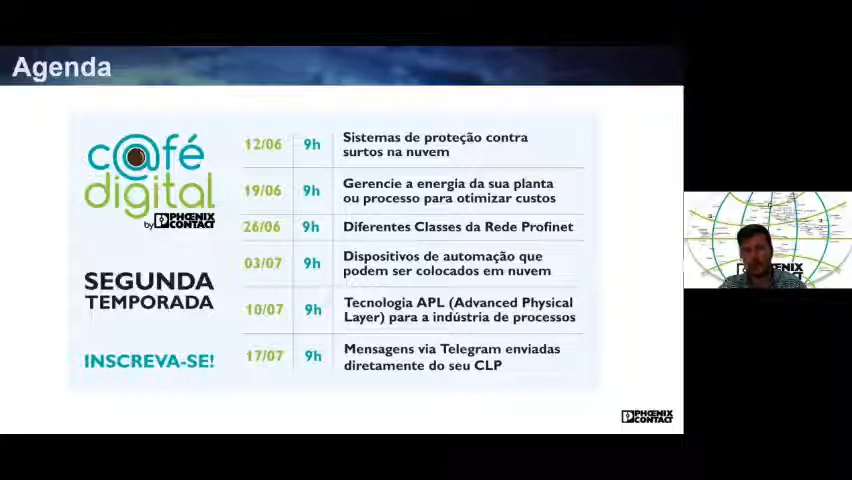 Agenda
c@fé
digital
by PHŒNIX
CONTACT
SEGUNDA
TEMPORADA
INSCREVA-SE!
12/06 9h Sistemas de proteção contra
surtos na nuvem
19/06 9h Gerencie a energia da sua planta
ou processo para otimizar custos
26/06 9h Diferentes Classes da Rede Profinet
03/07 9h Dispositivos de automação que
podem ser colocados em nuvem
10/07 9h Tecnologia APL (Advanced Physical
Layer) para a indústria de processos
17/07 9h Mensagens via Telegram enviadas
diretamente do seu CLP
PHŒNIX
CONTACT